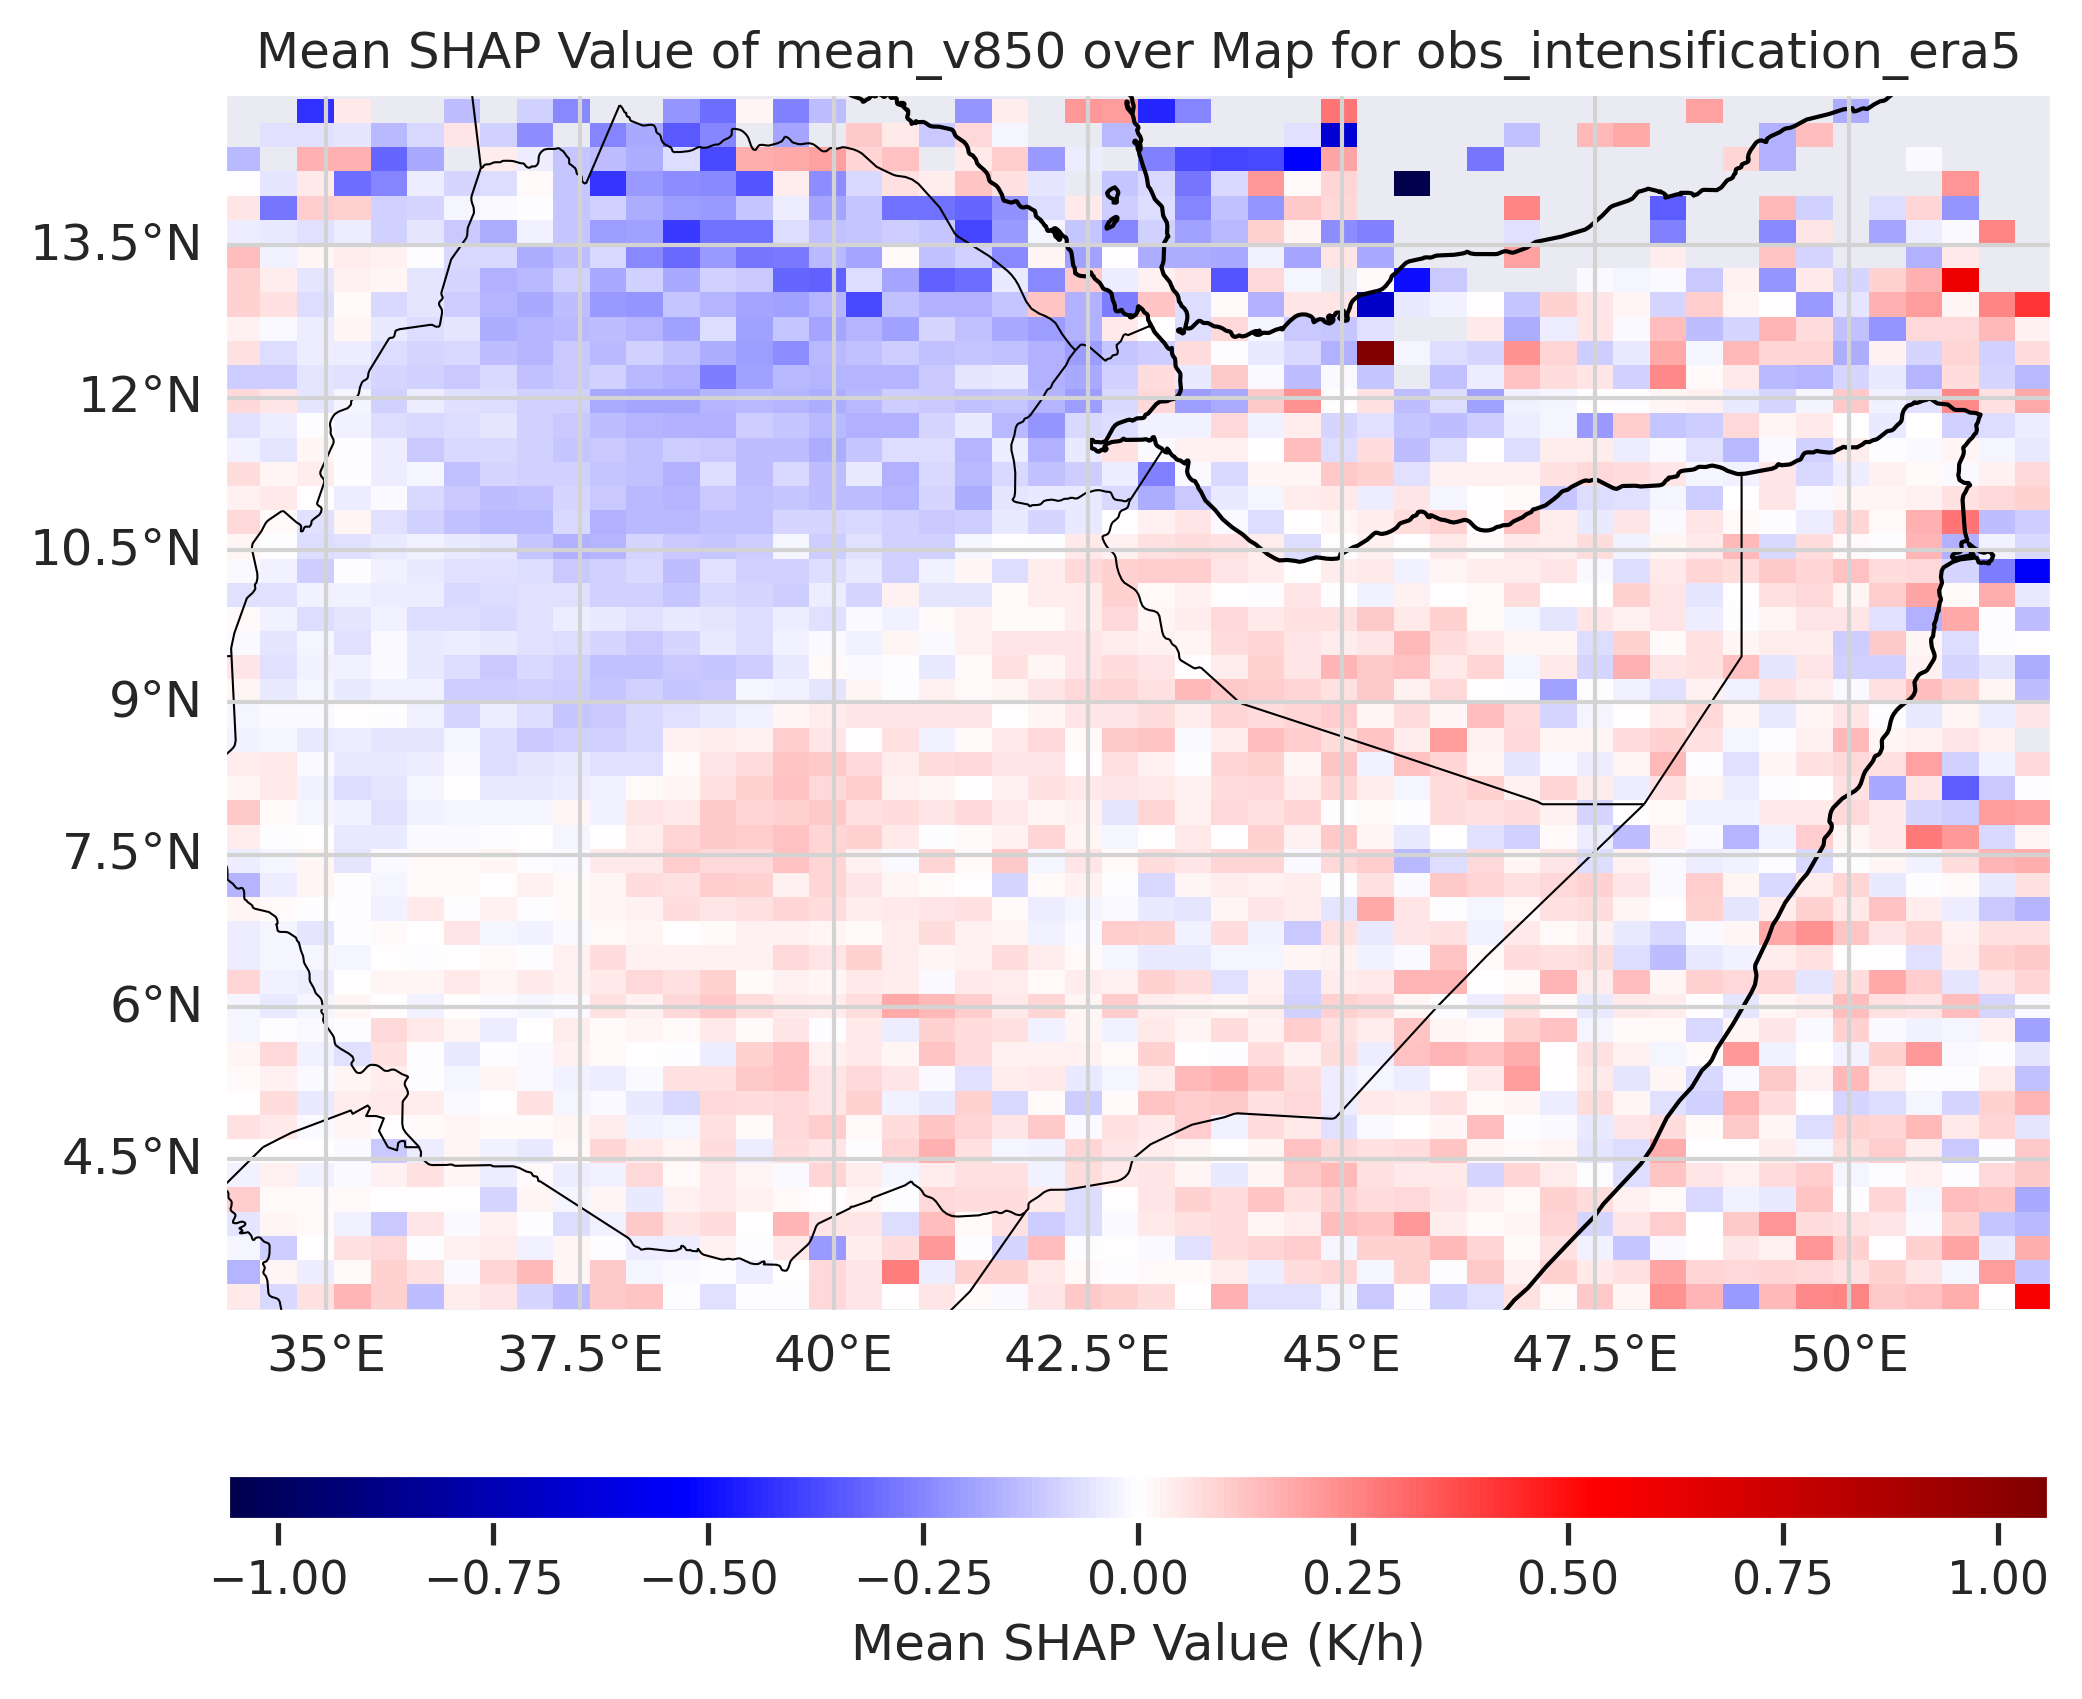 Mean SHAP Value of mean_v850 over Map for obs_intensification_era5
13.5°N
12°N
10.5°N
9°N
7.5°N
6°N
4.5°N
35°E 37.5°E 40°E 42.5°E 45°E 47.5°E 50°E
−1.00 −0.75 −0.50 −0.25 0.00 0.25 0.50 0.75 1.00
Mean SHAP Value (K/h)